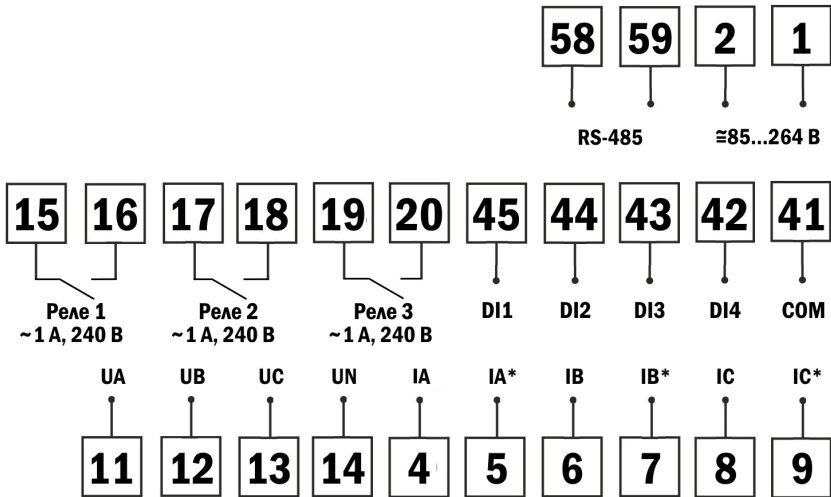 58 59 2 1
RS-485 ≅85...264 В
15 16 17 18 19 20 45 44 43 42 41
Реле 1 Реле 2 Реле 3 DI1 DI2 DI3 DI4 COM
~1 А, 240 В ~1 А, 240 В ~1 А, 240 В
UA UB UC UN IA IA* IB IB* IC IC*
11 12 13 14 4 5 6 7 8 9